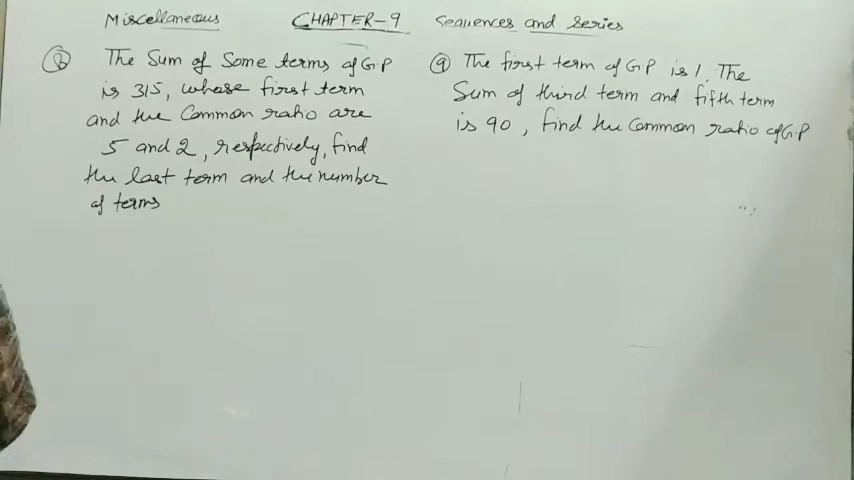 Miscellaneous CHAPTER-9 Sequences and Series
⑧ The Sum of Some terms of G.P
is 315, whose first term
and the Common ratio are
5 and 2, respectively, find
the last term and the number
of terms
⑨ The first term of G.P is 1. The
Sum of third term and fifth term
is 90, find the Common ratio of G.P